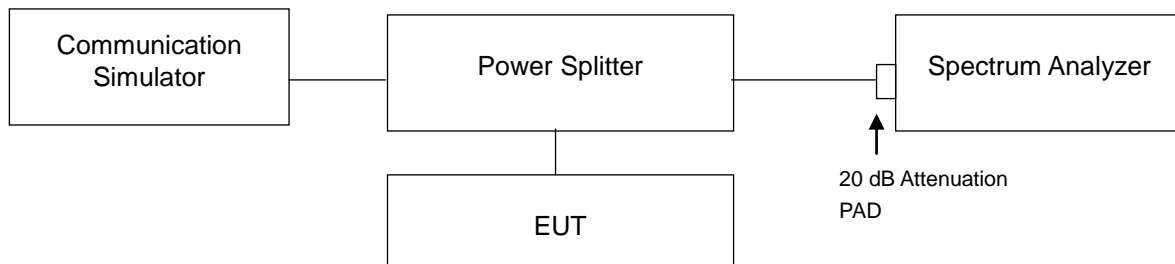 Communication
Simulator
Power Splitter
Spectrum Analyzer
20 dB Attenuation
PAD
EUT